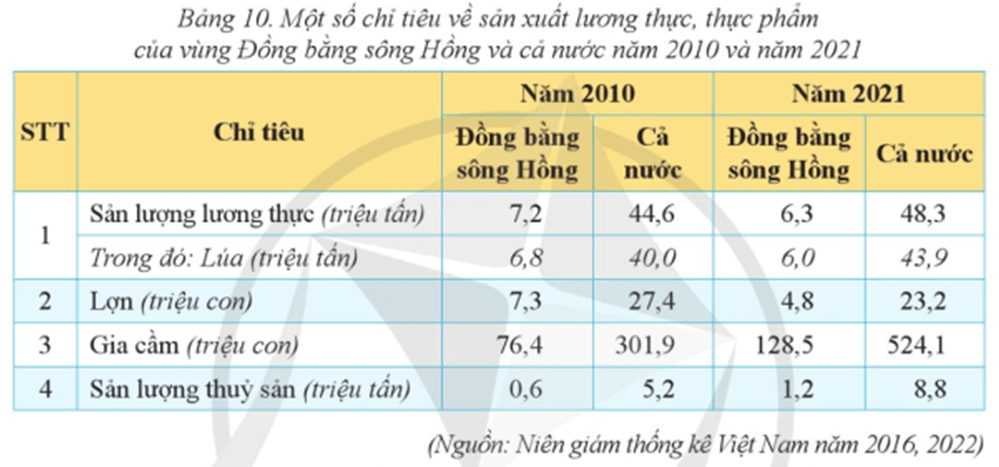 Bảng 10. Một số chỉ tiêu về sản xuất lương thực, thực phẩm
của vùng Đồng bằng sông Hồng và cả nước năm 2010 và năm 2021
STT Chỉ tiêu Năm 2010 Năm 2021
Đồng bằng sông Hồng Cả nước Đồng bằng sông Hồng Cả nước
1 Sản lượng lương thực (triệu tấn) 7,2 44,6 6,3 48,3
Trong đó: Lúa (triệu tấn) 6,8 40,0 6,0 43,9
2 Lợn (triệu con) 7,3 27,4 4,8 23,2
3 Gia cầm (triệu con) 76,4 301,9 128,5 524,1
4 Sản lượng thuỷ sản (triệu tấn) 0,6 5,2 1,2 8,8
(Nguồn: Niên giám thống kê Việt Nam năm 2016, 2022)